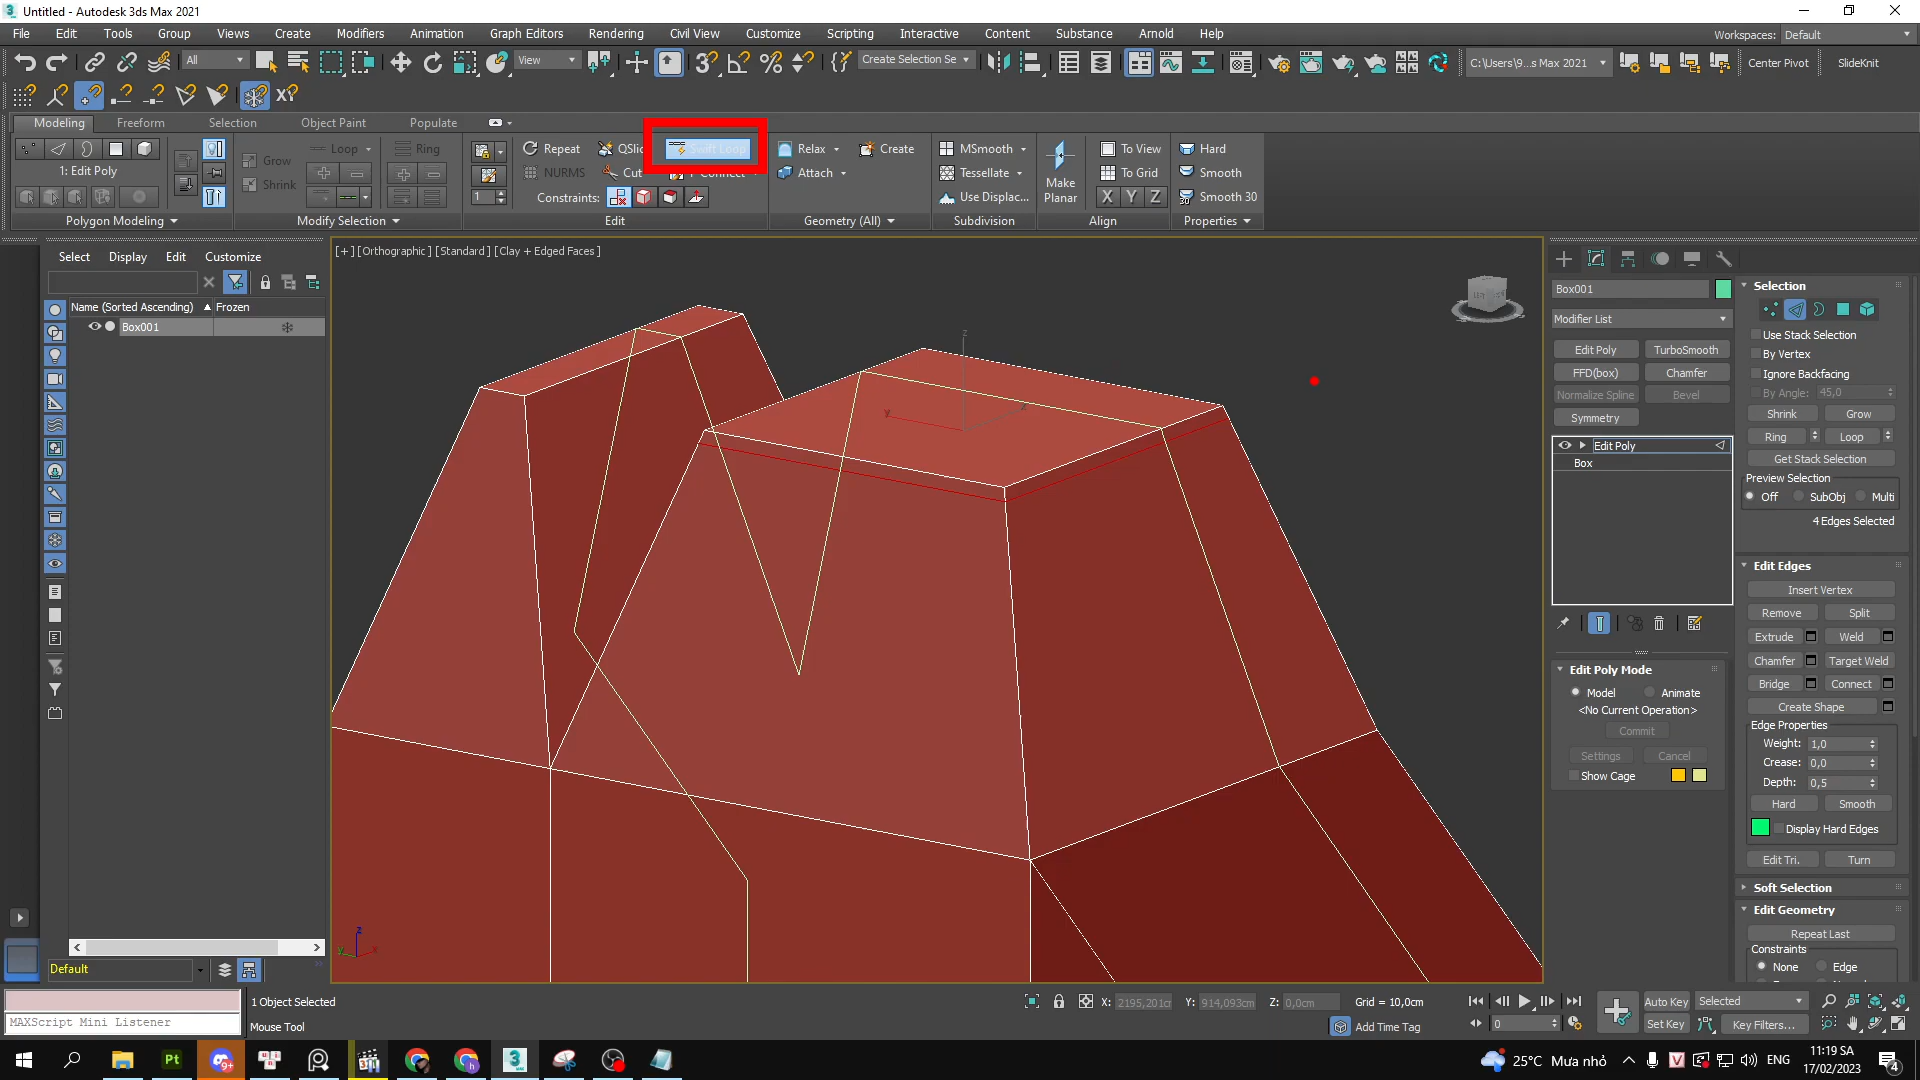 Untitled - Autodesk 3ds Max 2021
File Edit Tools Group Views Create Modifiers Animation Graph Editors Rendering Civil View Customize Scripting Interactive Content Substance Arnold Help
Workspaces: Default
All View Create Selection Se C:\Users\9...s Max 2021 Center Pivot SlideKnit
XY
Modeling Freeform Selection Object Paint Populate
Loop Ring Repeat QSlic Swift Loop Relax Create MSmooth To View Hard
1: Edit Poly Grow NURMS Cut Connect Attach Tessellate To Grid Smooth
Shrink 1 Constraints: Use Displac... Make Planar X Y Z Smooth 30
Polygon Modeling Modify Selection Edit Geometry (All) Subdivision Align Properties
Select Display Edit Customize
Name (Sorted Ascending) Frozen
Box001
[+] [Orthographic] [Standard] [Clay + Edged Faces]
z
y
x
z
y
x
Box001
Modifier List
Edit Poly TurboSmooth
FFD(box) Chamfer
Normalize Spline Bevel
Symmetry
Edit Poly
Box
Edit Poly Mode
Model Animate
<No Current Operation>
Commit
Settings Cancel
Show Cage
Selection
Use Stack Selection
By Vertex
Ignore Backfacing
By Angle: 45,0
Shrink Grow
Ring Loop
Get Stack Selection
Preview Selection
Off SubObj Multi
4 Edges Selected
Edit Edges
Insert Vertex
Remove Split
Extrude Weld
Chamfer Target Weld
Bridge Connect
Create Shape
Edge Properties
Weight: 1,0
Crease: 0,0
Depth: 0,5
Hard Smooth
Display Hard Edges
Edit Tri. Turn
Soft Selection
Edit Geometry
Repeat Last
Constraints
None Edge
Default
MAXScript Mini Listener
1 Object Selected
Mouse Tool
X: 2195,201c Y: 914,093cm Z: 0,0cm Grid = 10,0cm
Add Time Tag
0
Auto Key Selected
Set Key Key Filters...
Pt
9+
3
25°C Mưa nhỏ
V
ENG
11:19 SA
17/02/2023
4